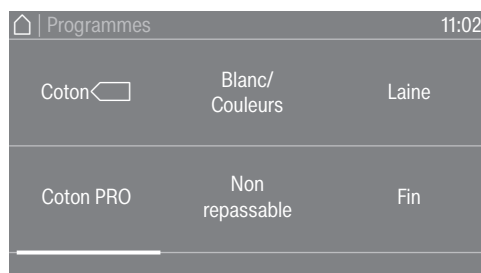 | Programmes 11:02
Coton
Blanc/
Couleurs
Laine
Coton PRO
Non
repassable
Fin